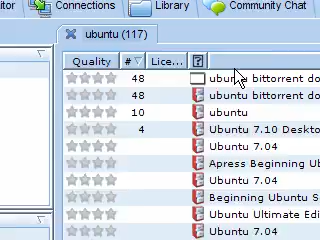 itor Connections Library Community Chat
ubuntu (117)
Quality # Lice... ?
48 ubuntu bittorrent do
48 ubuntu bittorrent do
10 ubuntu
4 Ubuntu 7.10 Deskto
Ubuntu 7.04
Apress Beginning Ub
Ubuntu 7.04
Beginning Ubuntu S
Ubuntu Ultimate Edi
Ubuntu 7.04